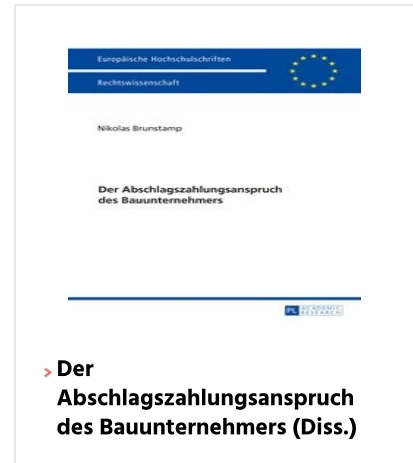 Europäische Hochschulschriften
Rechtswissenschaft
Nikolas Brunstamp
Der Abschlagszahlungsanspruch
des Bauunternehmers
PL ACADEMIC
RESEARCH
> Der
Abschlagszahlungsanspruch
des Bauunternehmers (Diss.)